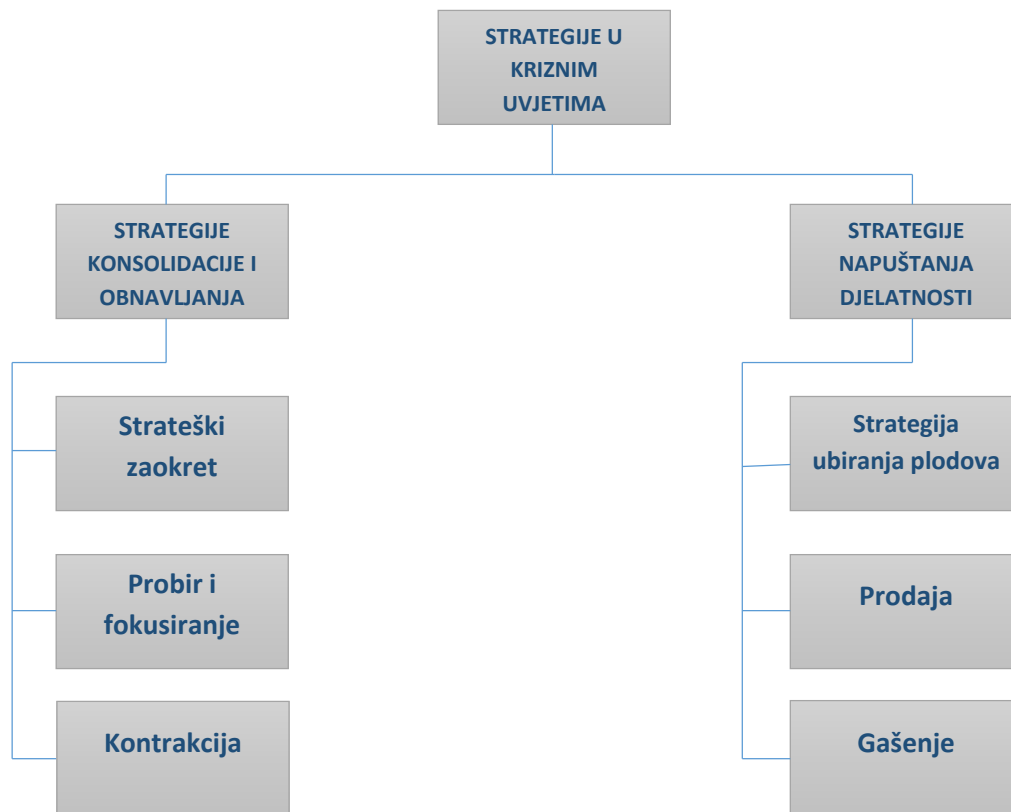 STRATEGIJE U
KRIZNIM
UVJETIMA
STRATEGIJE
KONSOLIDACIJE I
OBNAVLJANJA
STRATEGIJE
NAPUŠTANJA
DJELATNOSTI
Strateški
zaokret
Strategija
ubiranja plodova
Probir i
fokusiranje
Prodaja
Kontrakcija
Gašenje